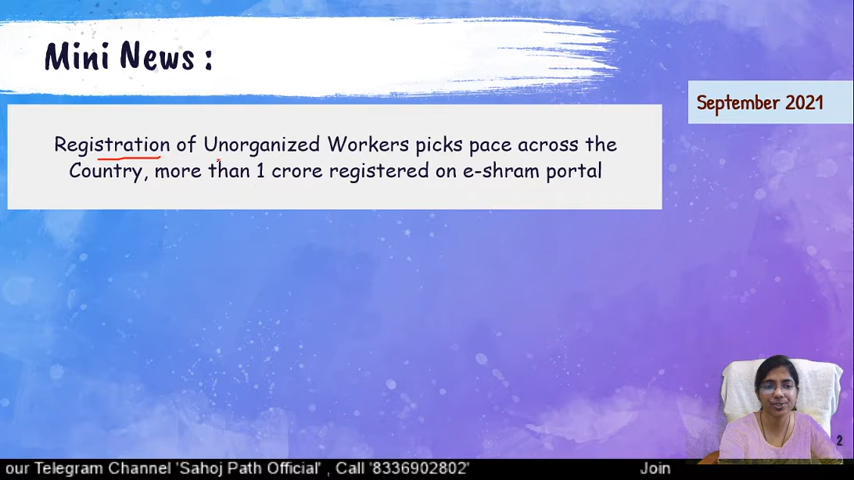 Mini News :
September 2021
Registration of Unorganized Workers picks pace across the
Country, more than 1 crore registered on e-shram portal
2
our Telegram Channel 'Sahoj Path Official' , Call '8336902802'
Join